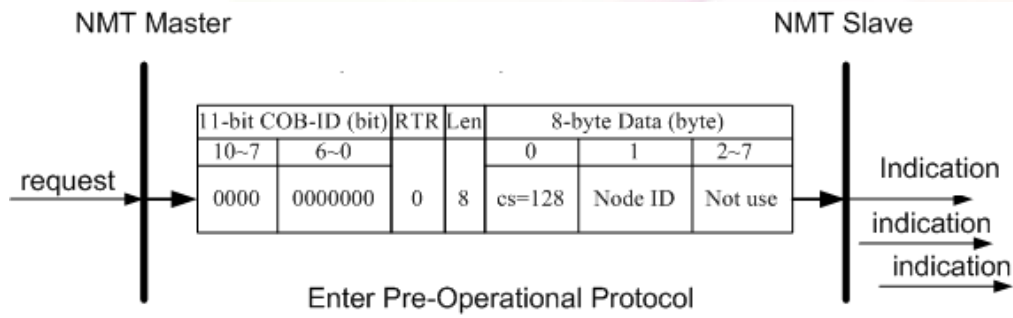 NMT Master NMT Slave
11-bit COB-ID (bit) RTR Len 8-byte Data (byte)
10~7 6~0 0 1 2~7
request 0000 0000000 0 8 cs=128 Node ID Not use Indication
indication
indication
Enter Pre-Operational Protocol